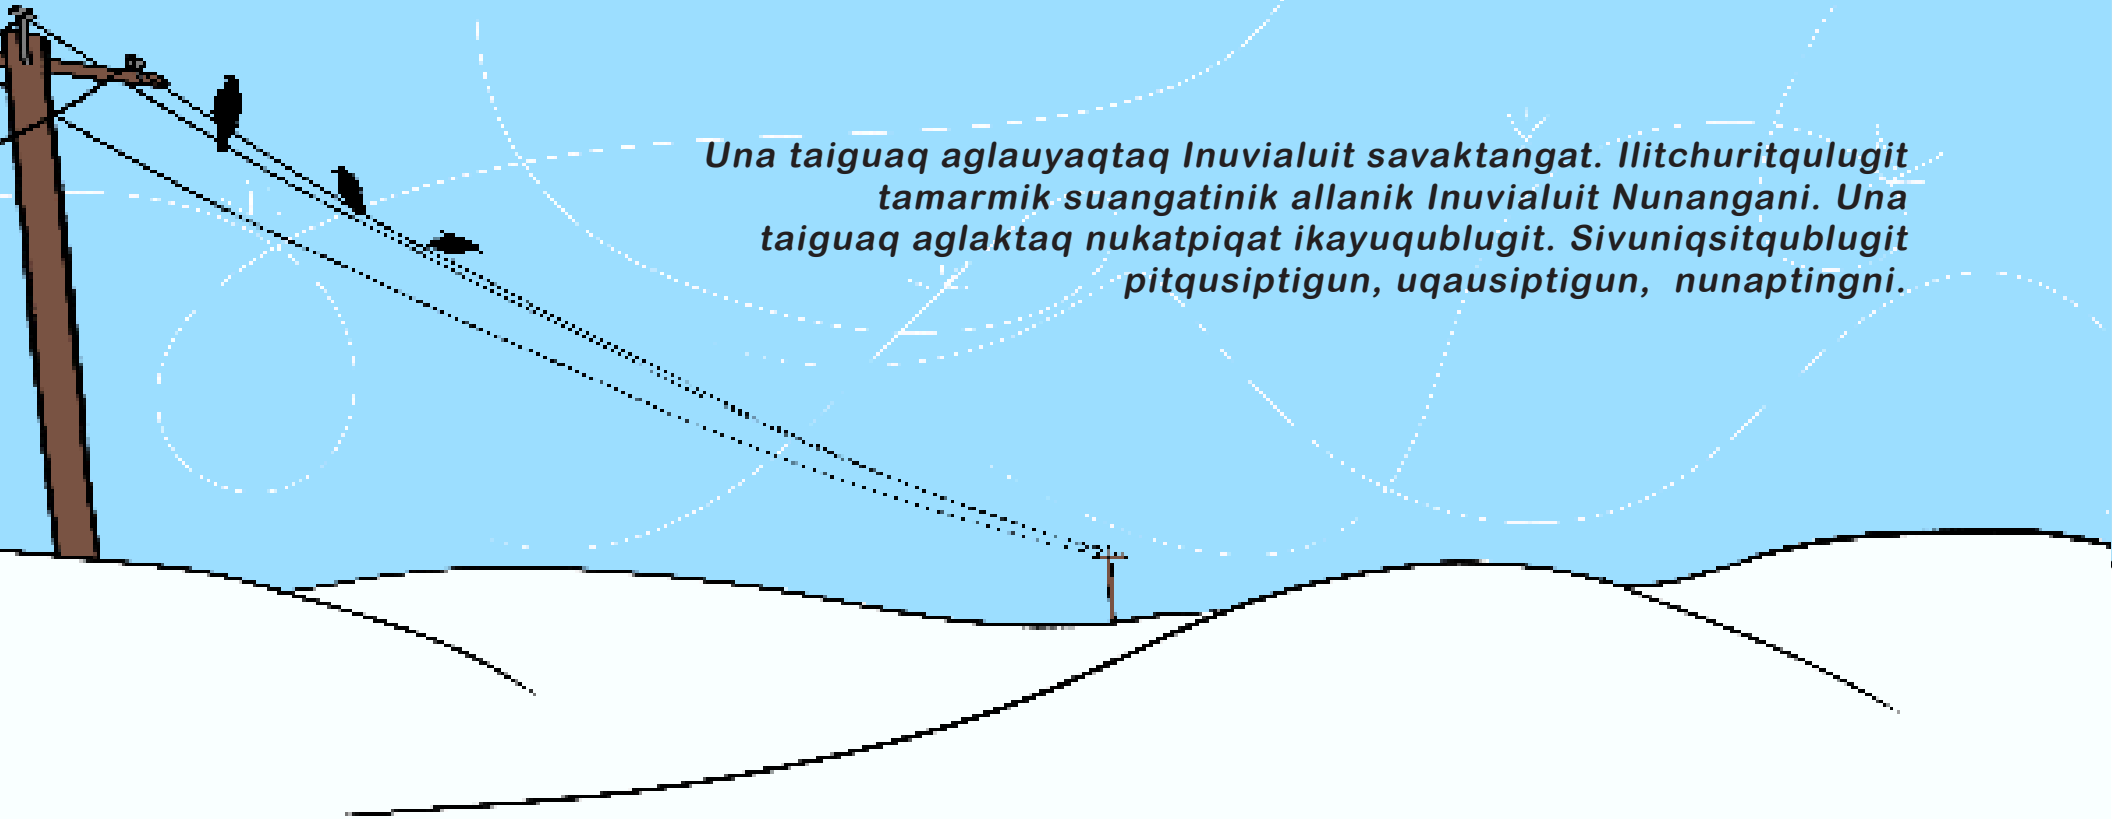 Una taiguaq aglauyaqtaq Inuvialuit savaktangat. Ilitchuritqulugit
tamarmik suangatinik allanik Inuvialuit Nunangani. Una
taiguaq aglaktaq nukatpiqat ikayuqublugit. Sivuniqsitqublugit
pitqusiptigun, uqausiptigun, nunaptingni.